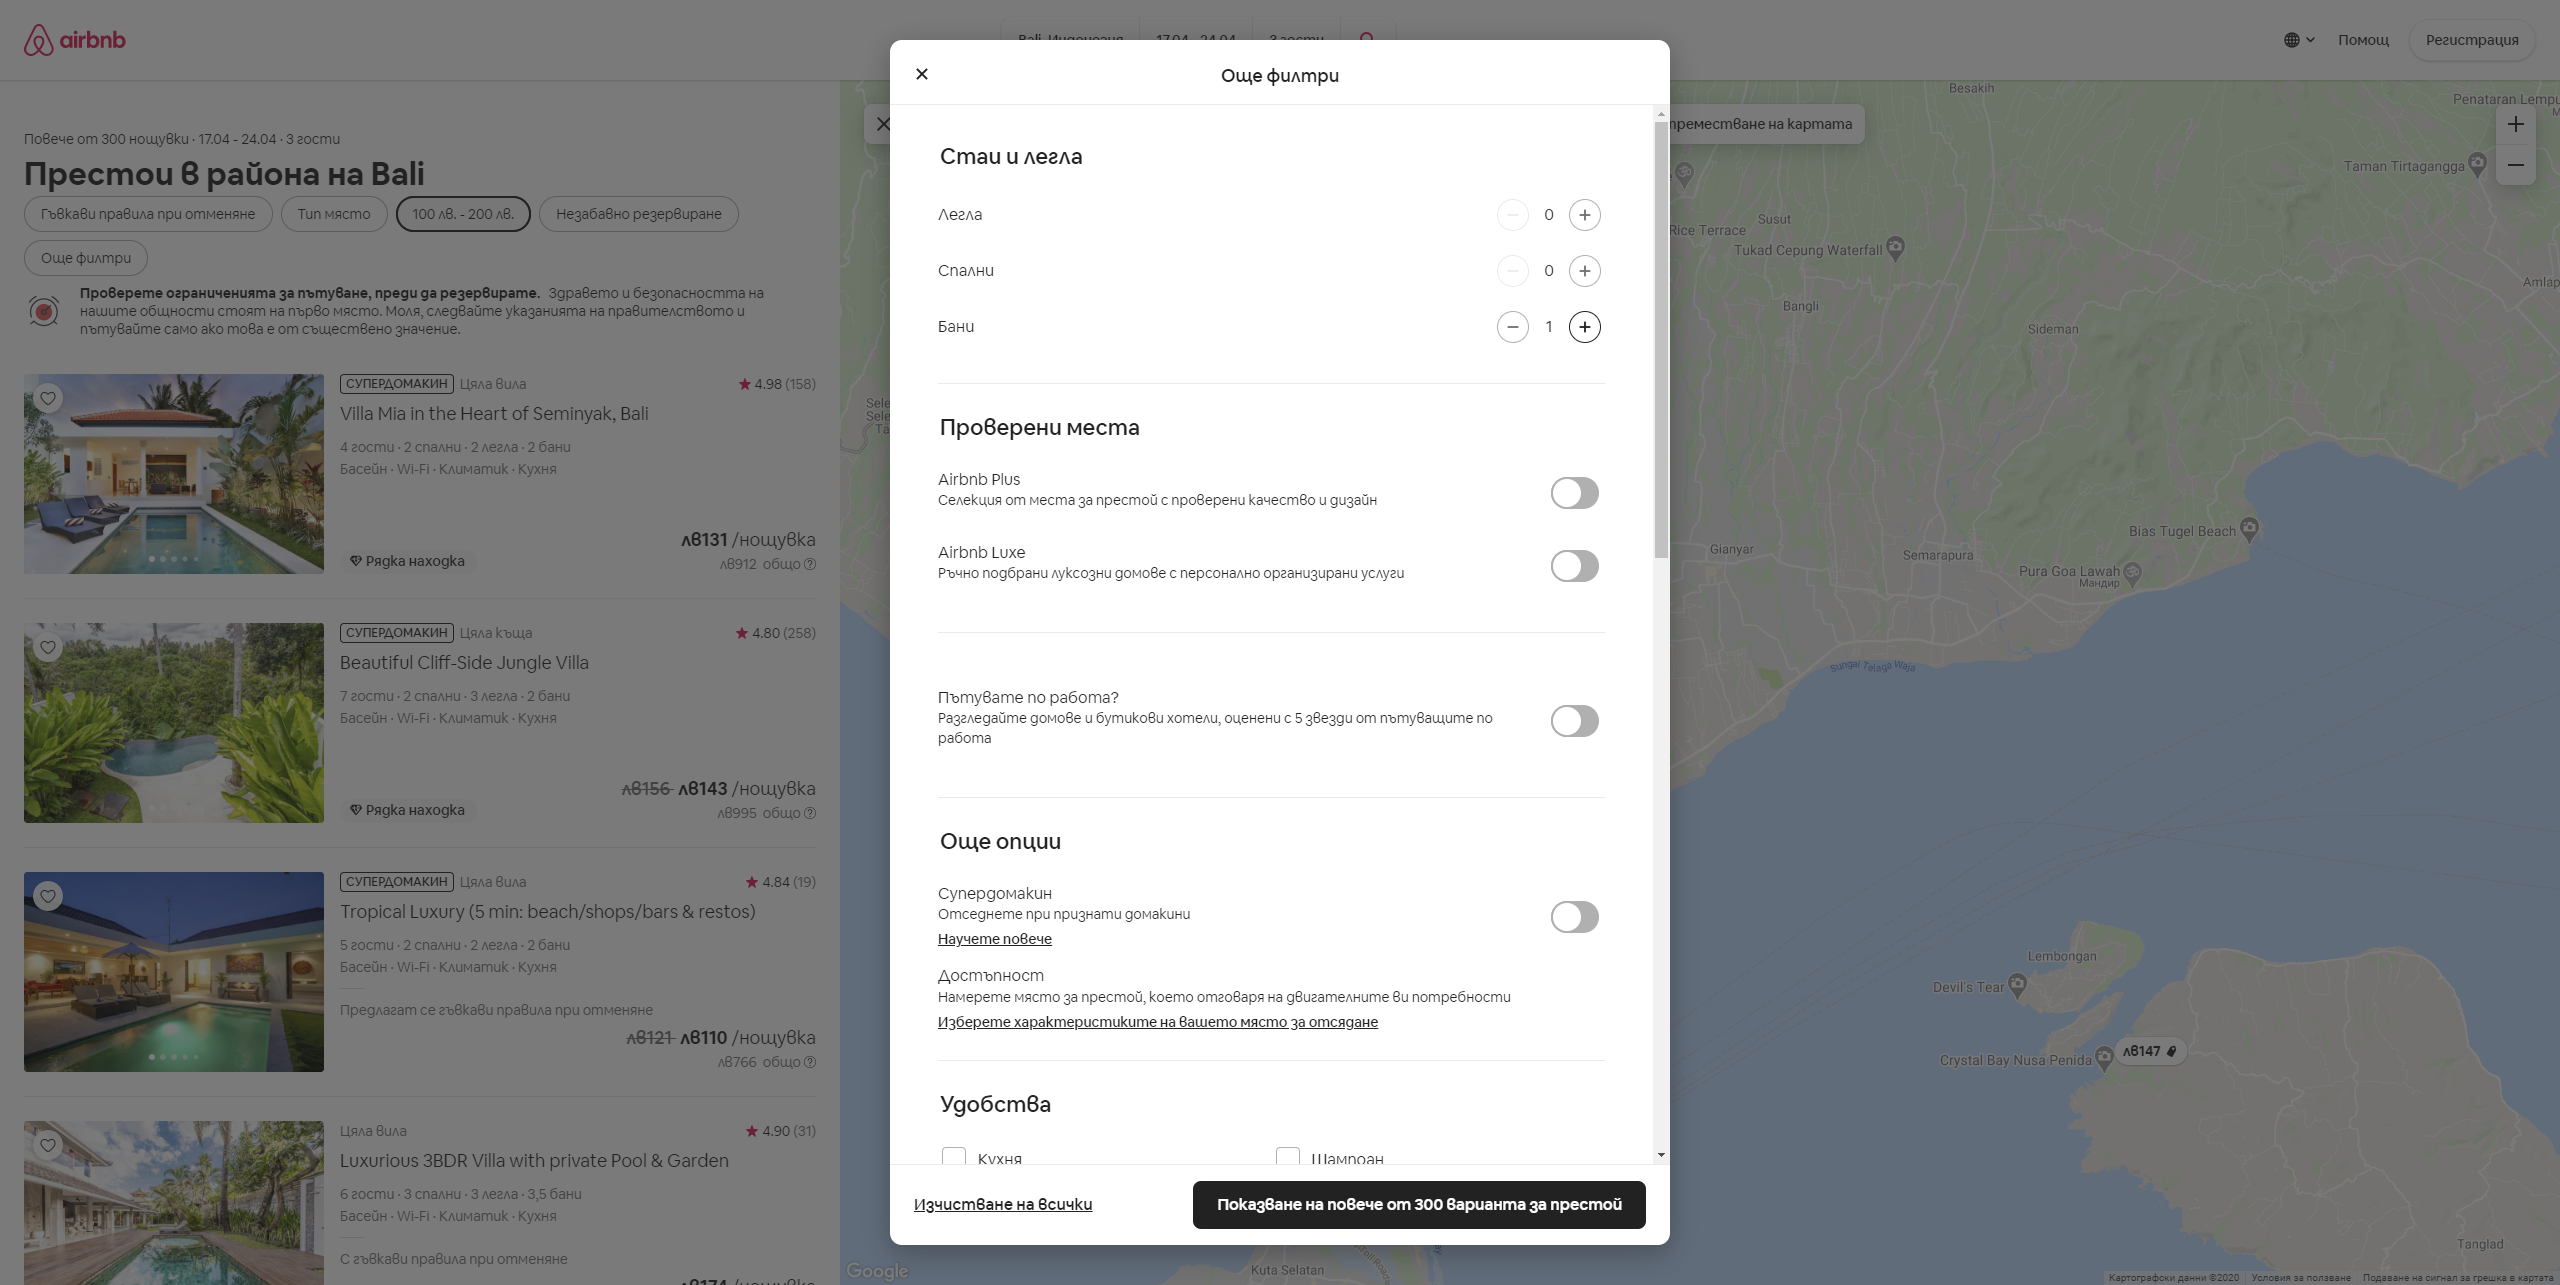 airbnb
Помощ
Регистрация
Повече от 300 нощувки · 17.04 - 24.04 · 3 гости
Престои в района на Bali
Гъвкави правила при отменяне
Тип място
100 лв. - 200 лв.
Незабавно резервиране
Още филтри
Проверете ограниченията за пътуване, преди да резервирате. Здравето и безопасността на
нашите общности стоят на първо място. Моля, следвайте указанията на правителството и
пътувайте само ако това е от съществено значение.
СУПЕРДОМАКИН Цяла вила
4.98 (158)
Villa Mia in the Heart of Seminyak, Bali
4 гости · 2 спални · 2 легла · 2 бани
Басейн · Wi-Fi · Климатик · Кухня
Рядка находка
лв131 /нощувка
лв912 общо
СУПЕРДОМАКИН Цяла къща
4.80 (258)
Beautiful Cliff-Side Jungle Villa
7 гости · 2 спални · 3 легла · 2 бани
Басейн · Wi-Fi · Климатик · Кухня
Рядка находка
лв156 лв143 /нощувка
лв995 общо
СУПЕРДОМАКИН Цяла вила
4.84 (19)
Tropical Luxury (5 min: beach/shops/bars & restos)
5 гости · 2 спални · 2 легла · 2 бани
Басейн · Wi-Fi · Климатик · Кухня
Предлагат се гъвкави правила при отменяне
лв121 лв110 /нощувка
лв766 общо
Цяла вила
4.90 (31)
Luxurious 3BDR Villa with private Pool & Garden
6 гости · 3 спални · 3 легла · 3,5 бани
Басейн · Wi-Fi · Климатик · Кухня
С гъвкави правила при отменяне
Още филтри
Стаи и легла
Легла
0
Спални
0
Бани
1
Проверени места
Airbnb Plus
Селекция от места за престой с проверени качество и дизайн
Airbnb Luxe
Ръчно подбрани луксозни домове с персонално организирани услуги
Пътувате по работа?
Разгледайте домове и бутикови хотели, оценени с 5 звезди от пътуващите по
работа
Още опции
Супердомакин
Отседнете при признати домакини
Научете повече
Достъпност
Намерете място за престой, което отговаря на двигателните ви потребности
Изберете характеристиките на вашето място за отсядане
Удобства
Кухня
Шампоан
Изчистване на всички
Показване на повече от 300 варианта за престой
преместване на картата
Besakih
Taman Tirtagangga
Susut
Rice Terrace
Tukad Cepung Waterfall
Bangli
Sideman
Bias Tugel Beach
Gianyar
Semarapura
Pura Goa Lawah
Мандир
Sungai Telaga Waja
Lembongan
Devil's Tear
Crystal Bay Nusa Penida
лв147
Tanglad
Kuta Selatan
Google
Картографски данни ©2020
Условия за ползване
Подаване на сигнал за грешка в картата